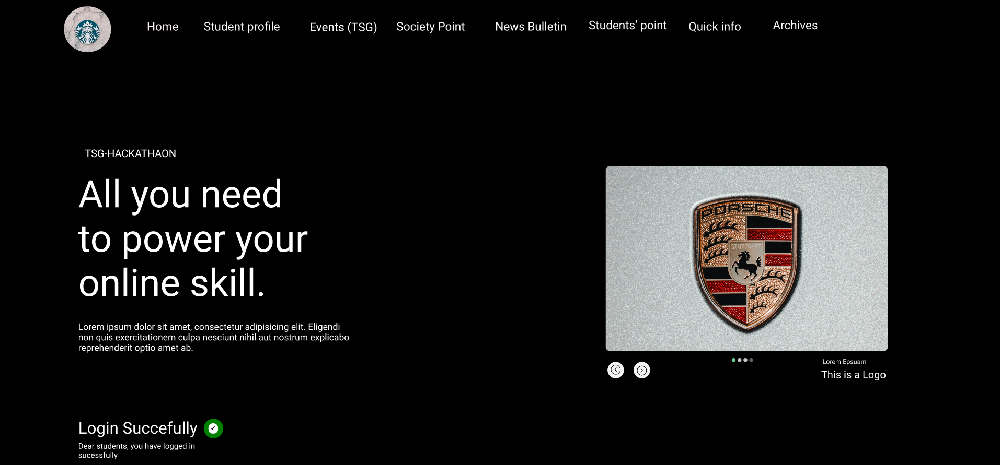 Home
Student profile
Events (TSG)
Society Point
News Bulletin
Students’ point
Quick info
Archives
TSG-HACKATHAON
All you need
to power your
online skill.
Lorem ipsum dolor sit amet, consectetur adipisicing elit. Eligendi
non quis exercitationem culpa nesciunt nihil aut nostrum explicabo
reprehenderit optio amet ab.
PORSCHE
STUTTGART
Lorem Epsuam
This is a Logo
Login Succefully
Dear students, you have logged in
sucessfully